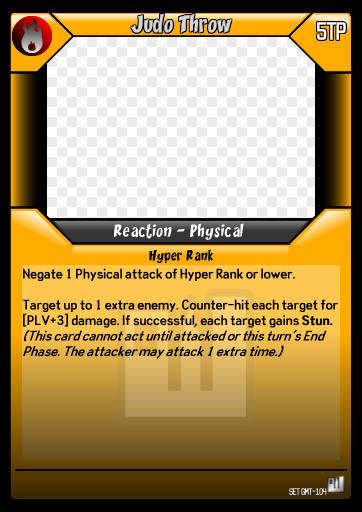 Judo Throw
5TP
Reaction - Physical
Hyper Rank
Negate 1 Physical attack of Hyper Rank or lower.
Target up to 1 extra enemy. Counter-hit each target for
[PLV+3] damage. If successful, each target gains Stun.
(This card cannot act until attacked or this turn's End
Phase. The attacker may attack 1 extra time.)
SET GMT-104